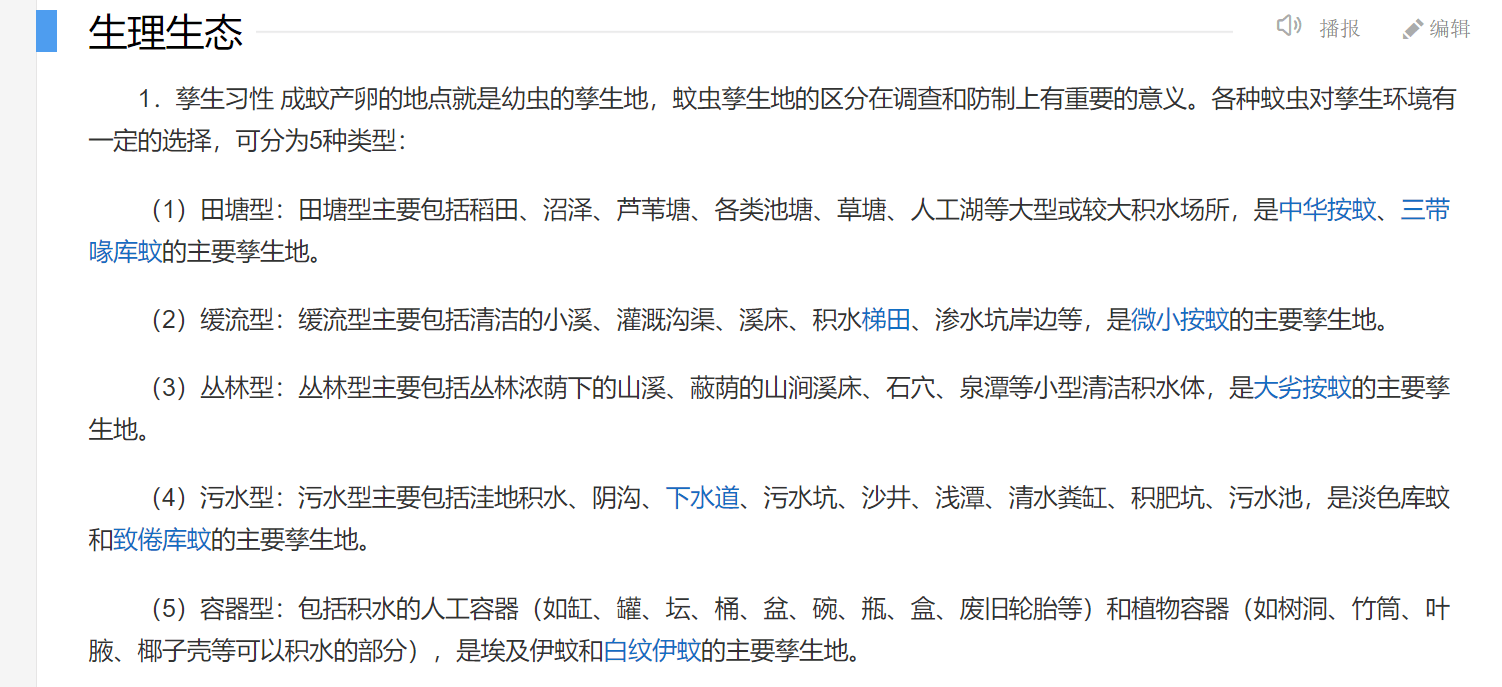 生理生态
播报
编辑
1．孳生习性 成蚊产卵的地点就是幼虫的孳生地，蚊虫孳生地的区分在调查和防制上有重要的意义。各种蚊虫对孳生环境有
一定的选择，可分为5种类型：
（1）田塘型：田塘型主要包括稻田、沼泽、芦苇塘、各类池塘、草塘、人工湖等大型或较大积水场所，是中华按蚊、三带
喙库蚊的主要孳生地。
（2）缓流型：缓流型主要包括清洁的小溪、灌溉沟渠、溪床、积水梯田、渗水坑岸边等，是微小按蚊的主要孳生地。
（3）丛林型：丛林型主要包括丛林浓荫下的山溪、蔽荫的山涧溪床、石穴、泉潭等小型清洁积水体，是大劣按蚊的主要孳
生地。
（4）污水型：污水型主要包括洼地积水、阴沟、下水道、污水坑、沙井、浅潭、清水粪缸、积肥坑、污水池，是淡色库蚊
和致倦库蚊的主要孳生地。
（5）容器型：包括积水的人工容器（如缸、罐、坛、桶、盆、碗、瓶、盒、废旧轮胎等）和植物容器（如树洞、竹筒、叶
腋、椰子壳等可以积水的部分），是埃及伊蚊和白纹伊蚊的主要孳生地。